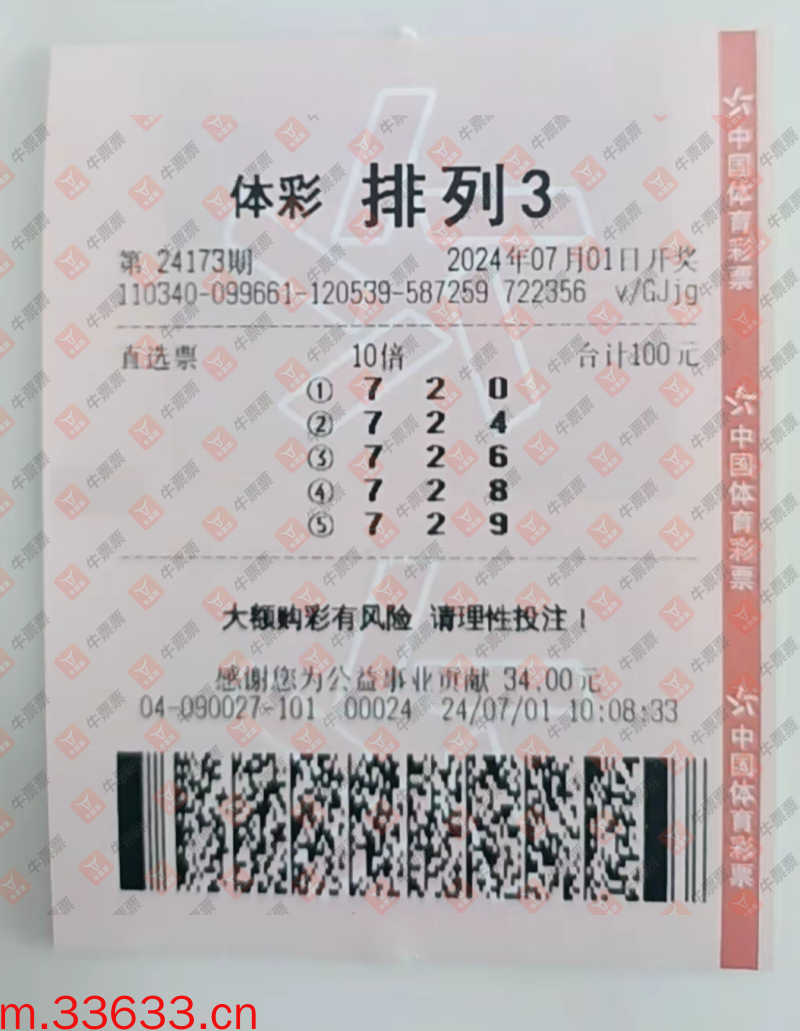 体彩 排列3
第 24173期 2024年07月01日开奖
110340-099661-120539-587259 722356 v/GJjg
直选票 10倍 合计100元
① 7 2 0
② 7 2 4
③ 7 2 6
④ 7 2 8
⑤ 7 2 9
大额购彩有风险 请理性投注！
感谢您为公益事业贡献 34.00元
04-090027-101 00024 24/07/01 10:08:33
中国体育彩票
中国体育彩票
中国体育彩票
牛票票
m.33633.cn